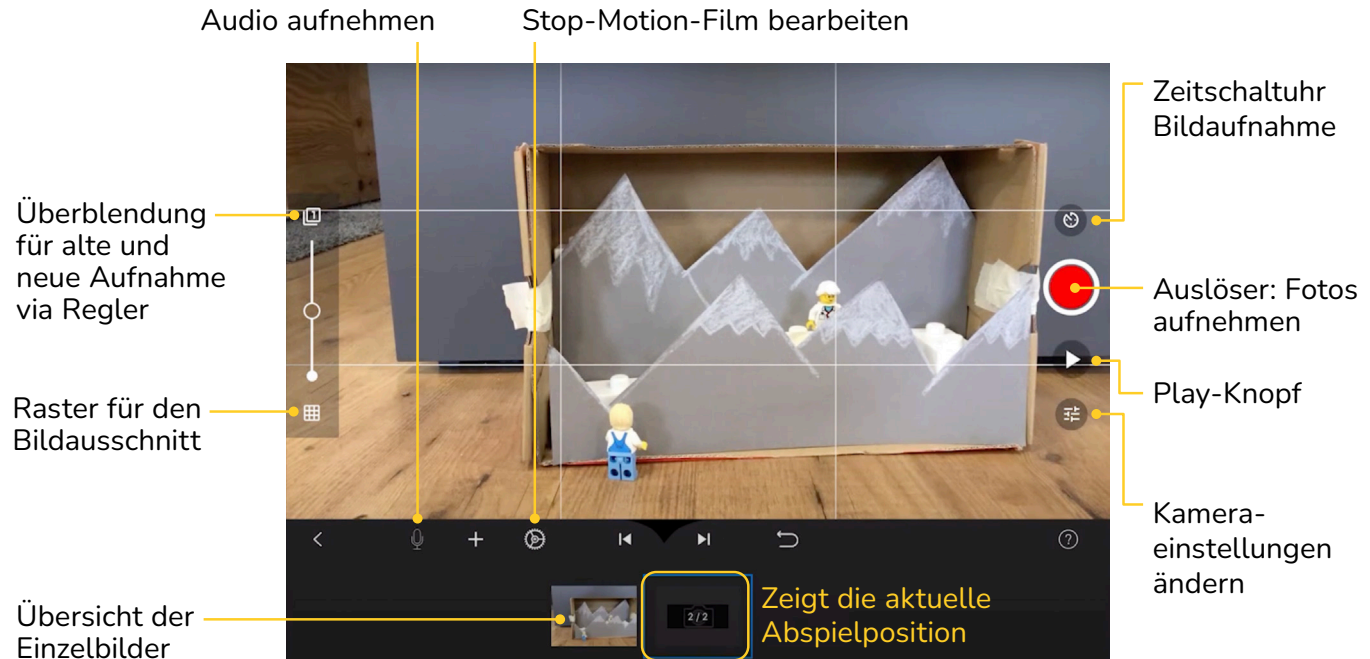 Audio aufnehmen
Stop-Motion-Film bearbeiten
Zeitschaltuhr
Bildaufnahme
Überblendung
für alte und
neue Aufnahme
via Regler
1
Auslöser: Fotos
aufnehmen
Play-Knopf
Raster für den
Bildausschnitt
Kamera-
einstellungen
ändern
?
Übersicht der
Einzelbilder
2/2
Zeigt die aktuelle
Abspielposition